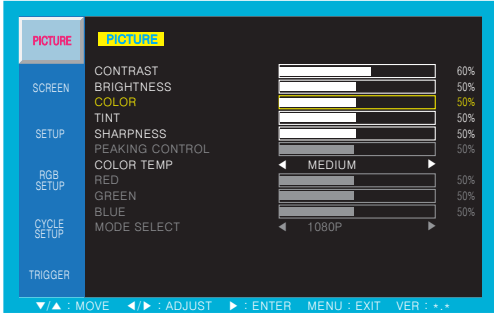 PICTURE
SCREEN
SETUP
RGB
SETUP
CYCLE
SETUP
TRIGGER
PICTURE
CONTRAST 60%
BRIGHTNESS 50%
COLOR 50%
TINT 50%
SHARPNESS 50%
PEAKING CONTROL 50%
COLOR TEMP ◀ MEDIUM ▶
RED 50%
GREEN 50%
BLUE 50%
MODE SELECT ◀ 1080P ▶
▼/▲ : MOVE ◀/▶ : ADJUST ▶ : ENTER MENU : EXIT VER : *.*